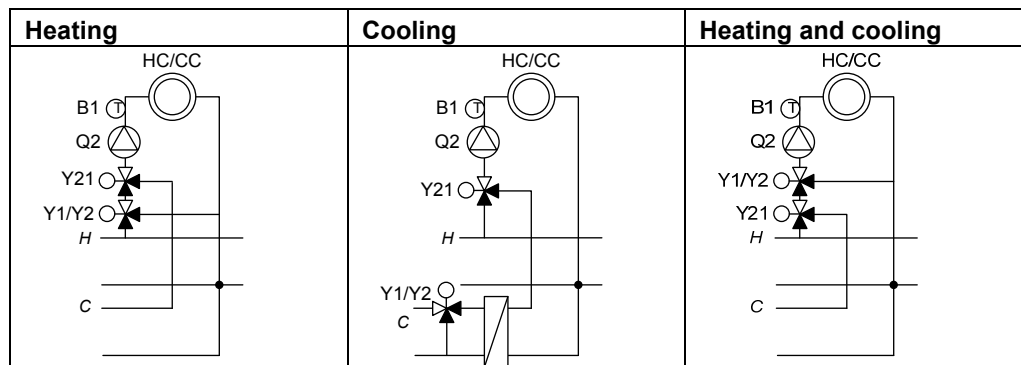 Heating
Cooling
Heating and cooling
HC/CC
B1
T
Q2
Y21
Y1/Y2
H
C
HC/CC
B1
T
Q2
Y21
H
Y1/Y2
C
HC/CC
B1
T
Q2
Y1/Y2
Y21
H
C